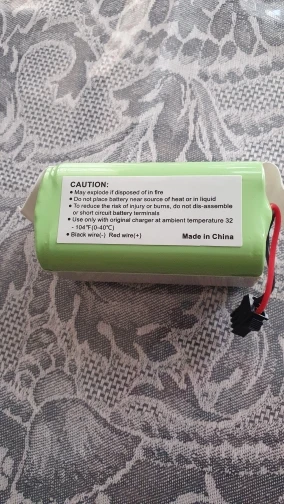 CAUTION:
● May explode if disposed of in fire
● Do not place battery near source of heat or in liquid
● To reduce the risk of injury or burns, do not dis-assemble
or short circuit battery terminals
● Use only with original charger at ambient temperature 32
- 104°F(0-40℃)
● Black wire(-) Red wire(+) Made in China